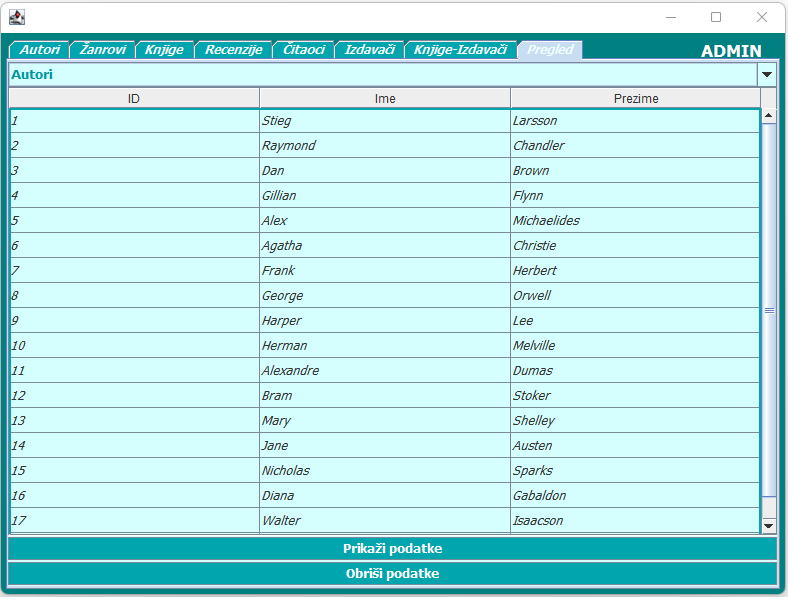 Autori Žanrovi Knjige Recenzije Čitaoci Izdavači Knjige-Izdavači Pregled ADMIN
Autori
ID Ime Prezime
1 Stieg Larsson
2 Raymond Chandler
3 Dan Brown
4 Gillian Flynn
5 Alex Michaelides
6 Agatha Christie
7 Frank Herbert
8 George Orwell
9 Harper Lee
10 Herman Melville
11 Alexandre Dumas
12 Bram Stoker
13 Mary Shelley
14 Jane Austen
15 Nicholas Sparks
16 Diana Gabaldon
17 Walter Isaacson
Prikaži podatke
Obriši podatke